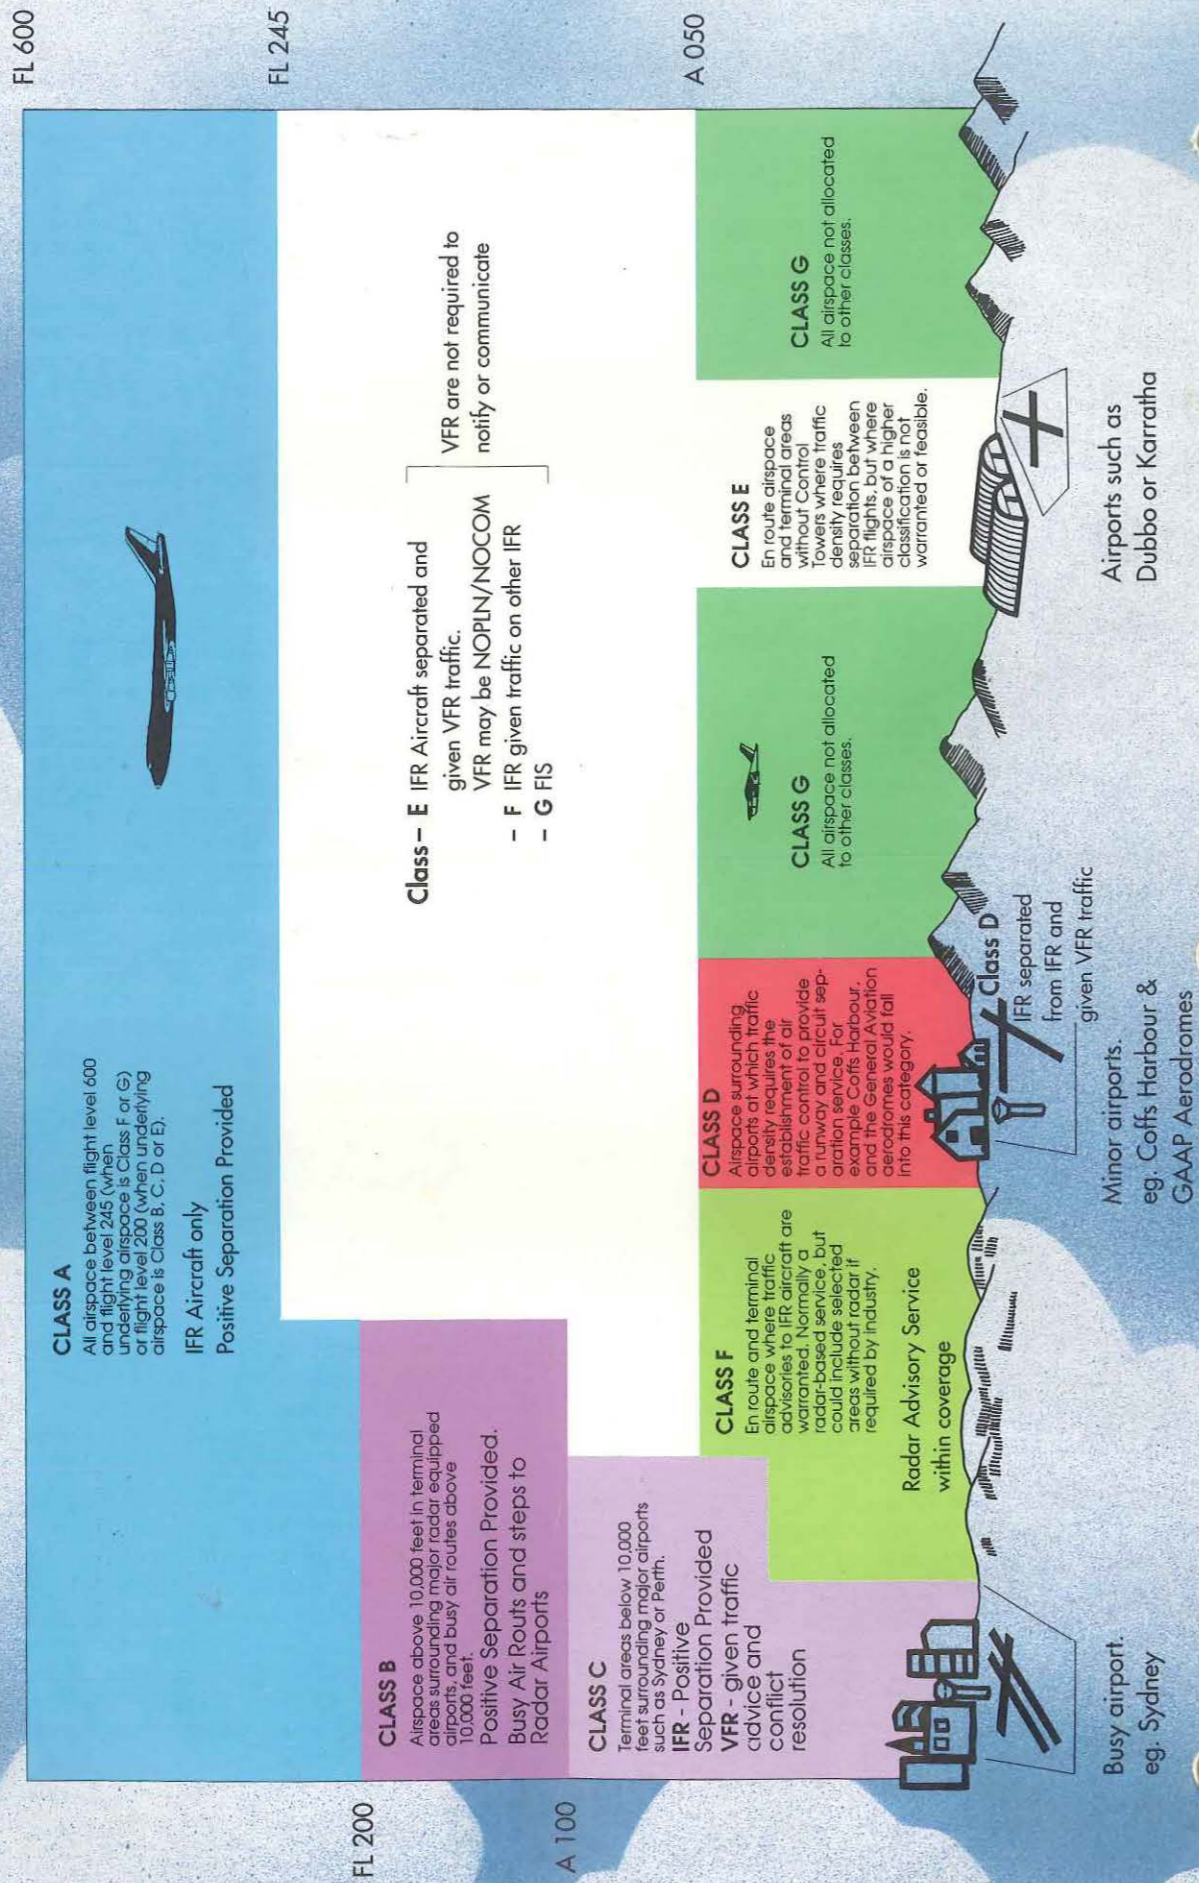 FL 600
FL 245
FL 200
A 100
A 050
CLASS A
All airspace between flight level 600
and flight level 245 (when
underlying airspace is Class F or G)
or flight level 200 (when underlying
airspace is Class B, C, D or E).
IFR Aircraft only
Positive Separation Provided
CLASS B
Airspace above 10,000 feet in terminal
areas surrounding major radar equipped
airports, and busy air routes above
10,000 feet.
Positive Separation Provided.
Busy Air Routs and steps to
Radar Airports
Class – E IFR Aircraft separated and
given VFR traffic.
VFR may be NOPLN/NOCOM
– F IFR given traffic on other IFR
– G FIS
VFR are not required to
notify or communicate
CLASS C
Terminal areas below 10,000
feet surrounding major airports
such as Sydney or Perth.
IFR - Positive
Separation Provided
VFR - given traffic
advice and
conflict
resolution
CLASS F
En route and terminal
airspace where traffic
advisories to IFR aircraft are
warranted. Normally a
radar-based service, but
could include selected
areas without radar if
required by industry.
Radar Advisory Service
within coverage
CLASS D
Airspace surrounding
airports at which traffic
density requires the
establishment of air
traffic control to provide
a runway and circuit sep-
aration service. For
example Coffs Harbour,
and the General Aviation
aerodromes would fall
into this category.
CLASS G
All airspace not allocated
to other classes.
CLASS E
En route airspace
and terminal areas
without Control
Towers where traffic
density requires
separation between
IFR flights, but where
airspace of a higher
classification is not
warranted or feasible.
CLASS G
All airspace not allocated
to other classes.
Class D
IFR separated
from IFR and
given VFR traffic
Busy airport.
eg. Sydney
Minor airports.
eg. Coffs Harbour &
GAAP Aerodromes
Airports such as
Dubbo or Karratha